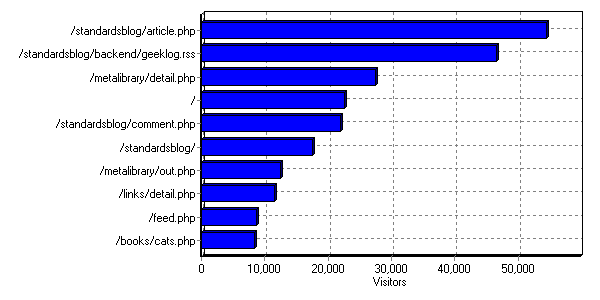 /standardsblog/article.php
/standardsblog/backend/geeklog.rss
/metalibrary/detail.php
/
/standardsblog/comment.php
/standardsblog/
/metalibrary/out.php
/links/detail.php
/feed.php
/books/cats.php
0 10,000 20,000 30,000 40,000 50,000
Visitors